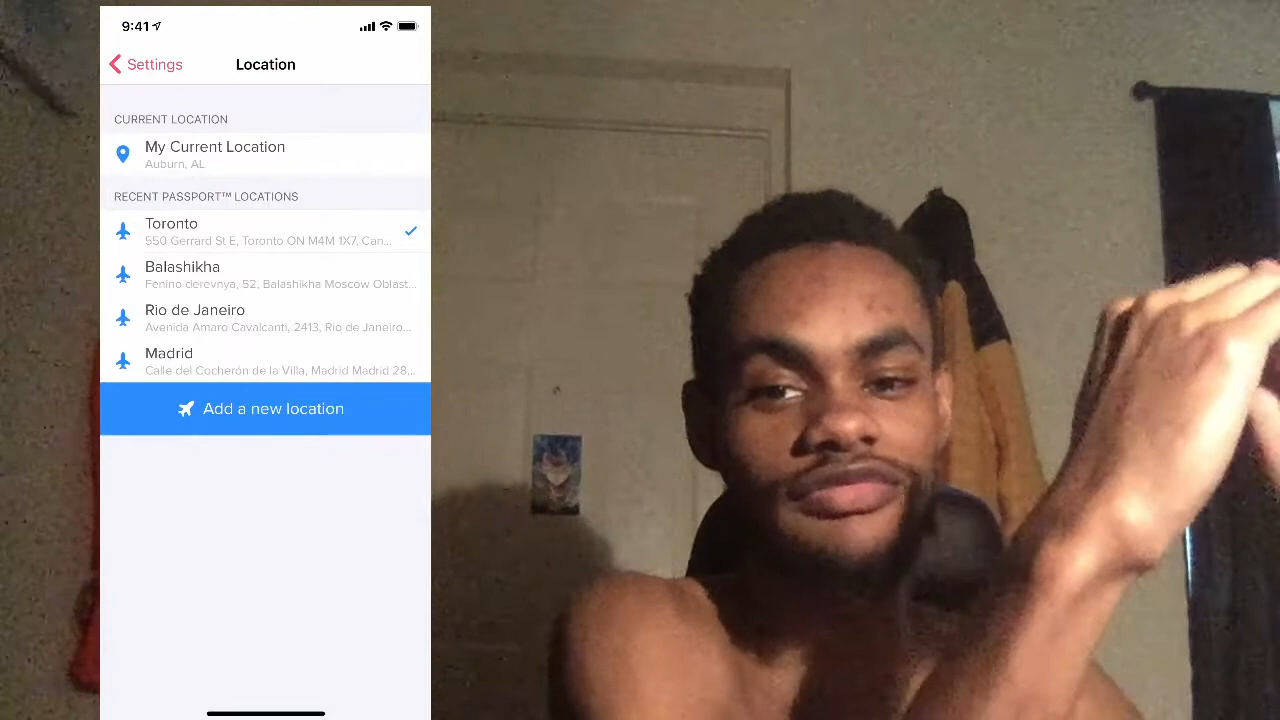 9:41
Settings
Location
CURRENT LOCATION
My Current Location
Auburn, AL
RECENT PASSPORT™ LOCATIONS
Toronto
550 Gerrard St E, Toronto ON M4M 1X7, Can...
Balashikha
Fenino derevnya, 52, Balashikha Moscow Oblast...
Rio de Janeiro
Avenida Amaro Cavalcanti, 2413, Rio de Janeiro...
Madrid
Calle del Cocherón de la Villa, Madrid Madrid 28...
Add a new location